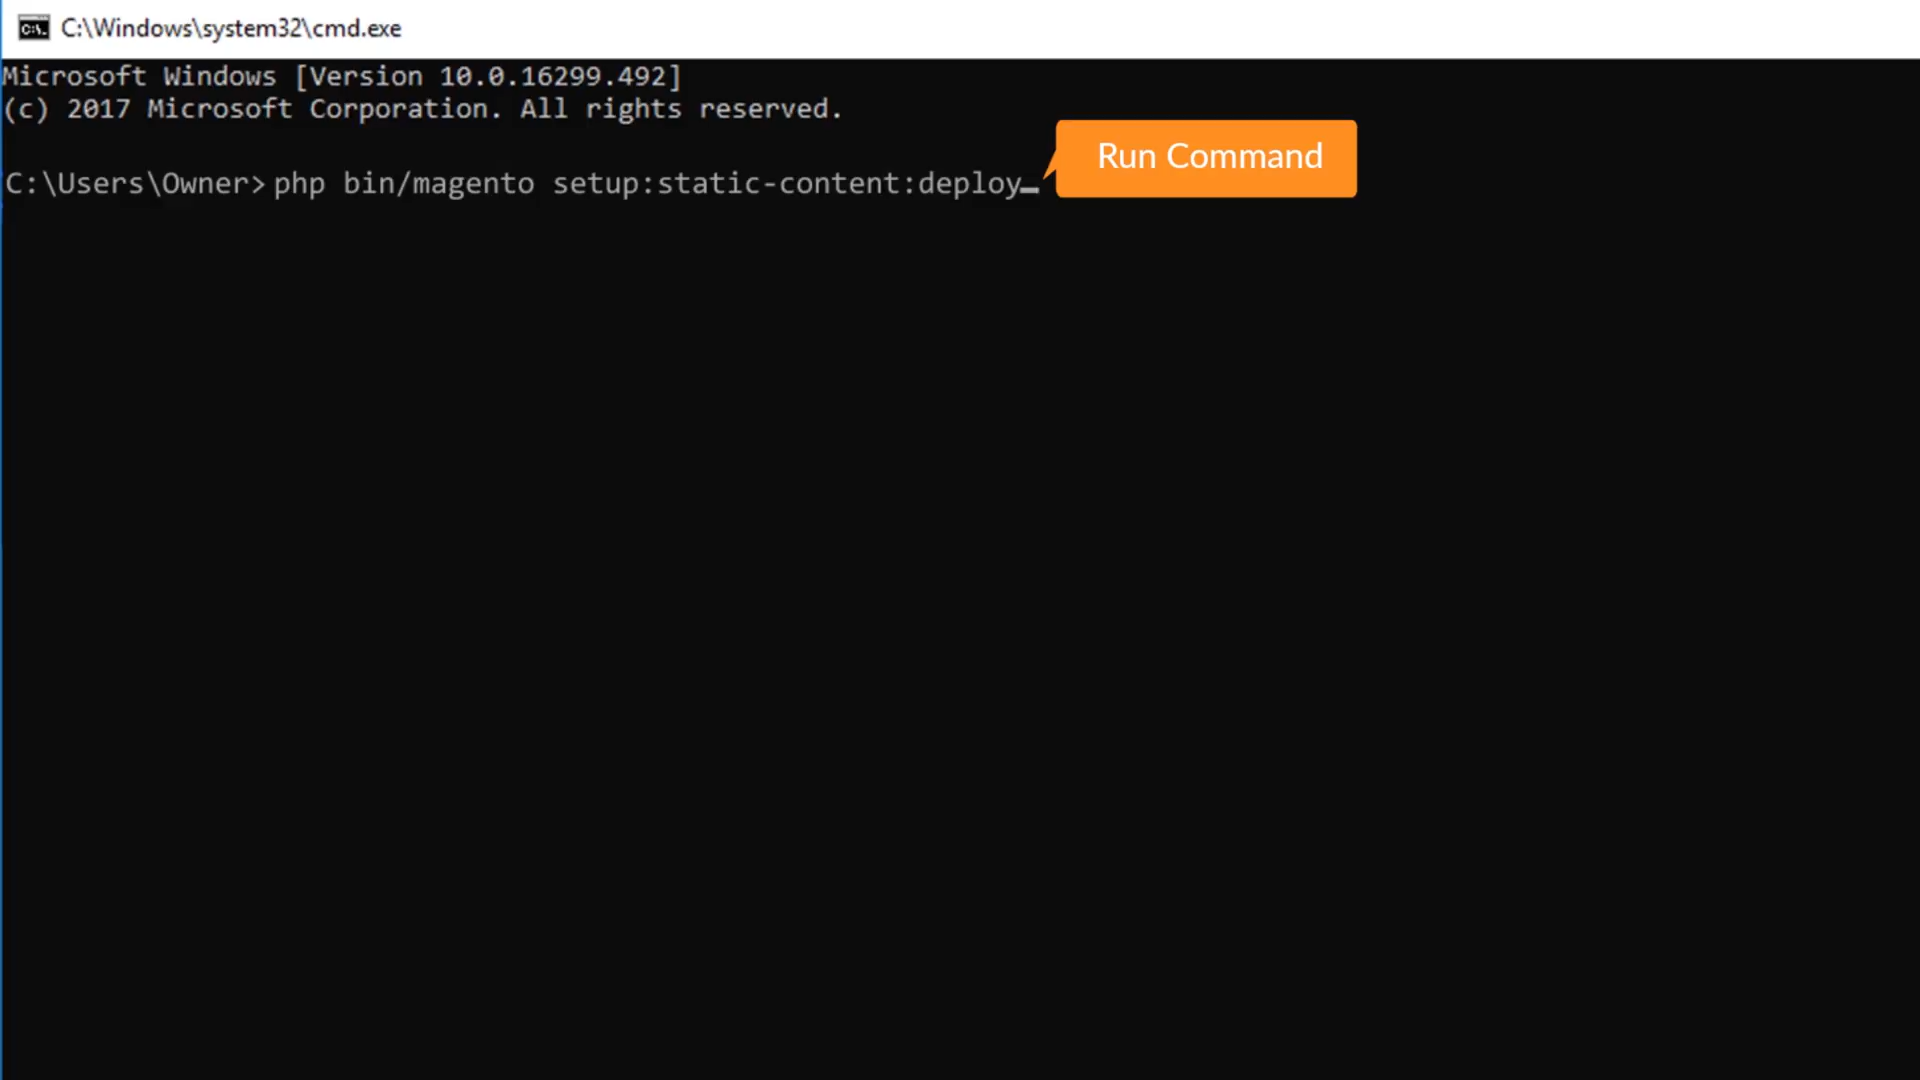 C:\Windows\system32\cmd.exe
Microsoft Windows [Version 10.0.16299.492]
(c) 2017 Microsoft Corporation. All rights reserved.
Run Command
C:\Users\Owner> php bin/magento setup:static-content:deploy_